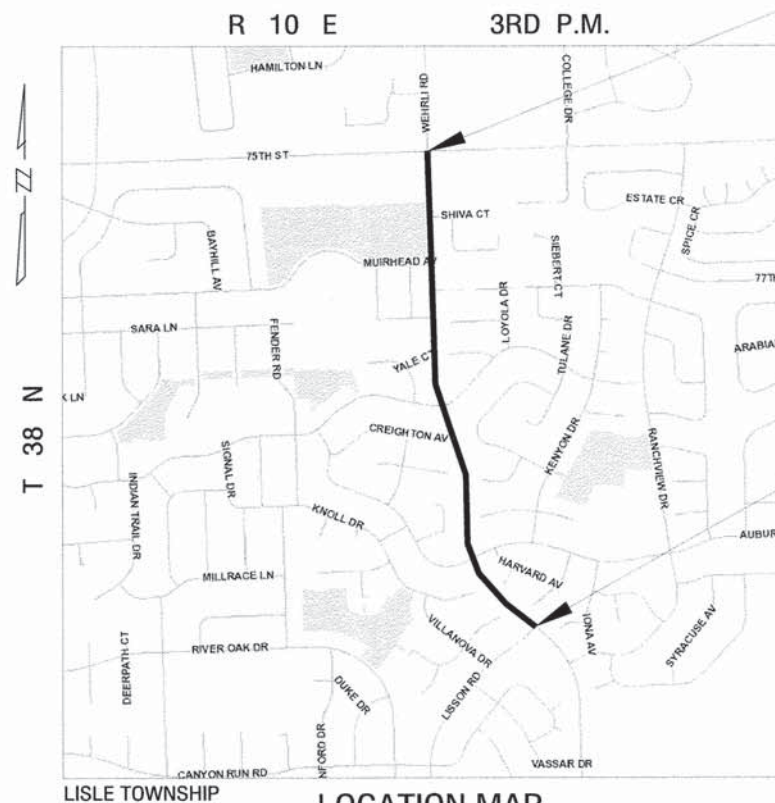 R 10 E 3RD P.M.
HAMILTON LN
WEHRLI RD
COLLEGE DR
75TH ST
SHIVA CT
ESTATE CR
SPICE CR
BAYHILL AV
MUIRHEAD AV
SIEBERT CT
77TH
SARA LN
FENDER RD
LOYOLA DR
TULANE DR
ARABIA
YALE CT
K LN
T 38 N
CREIGHTON AV
KENYON DR
RANCHVIEW DR
SIGNAL DR
INDIAN TRAIL DR
KNOLL DR
AUBUR
HARVARD AV
MILLRACE LN
IONA AV
VILLANOVA DR
SYRACUSE AV
RIVER OAK DR
DEERPATH CT
LISSON RD
DUKE DR
NFORD DR
VASSAR DR
CANYON RUN RD
LISLE TOWNSHIP
LOCATION MAP